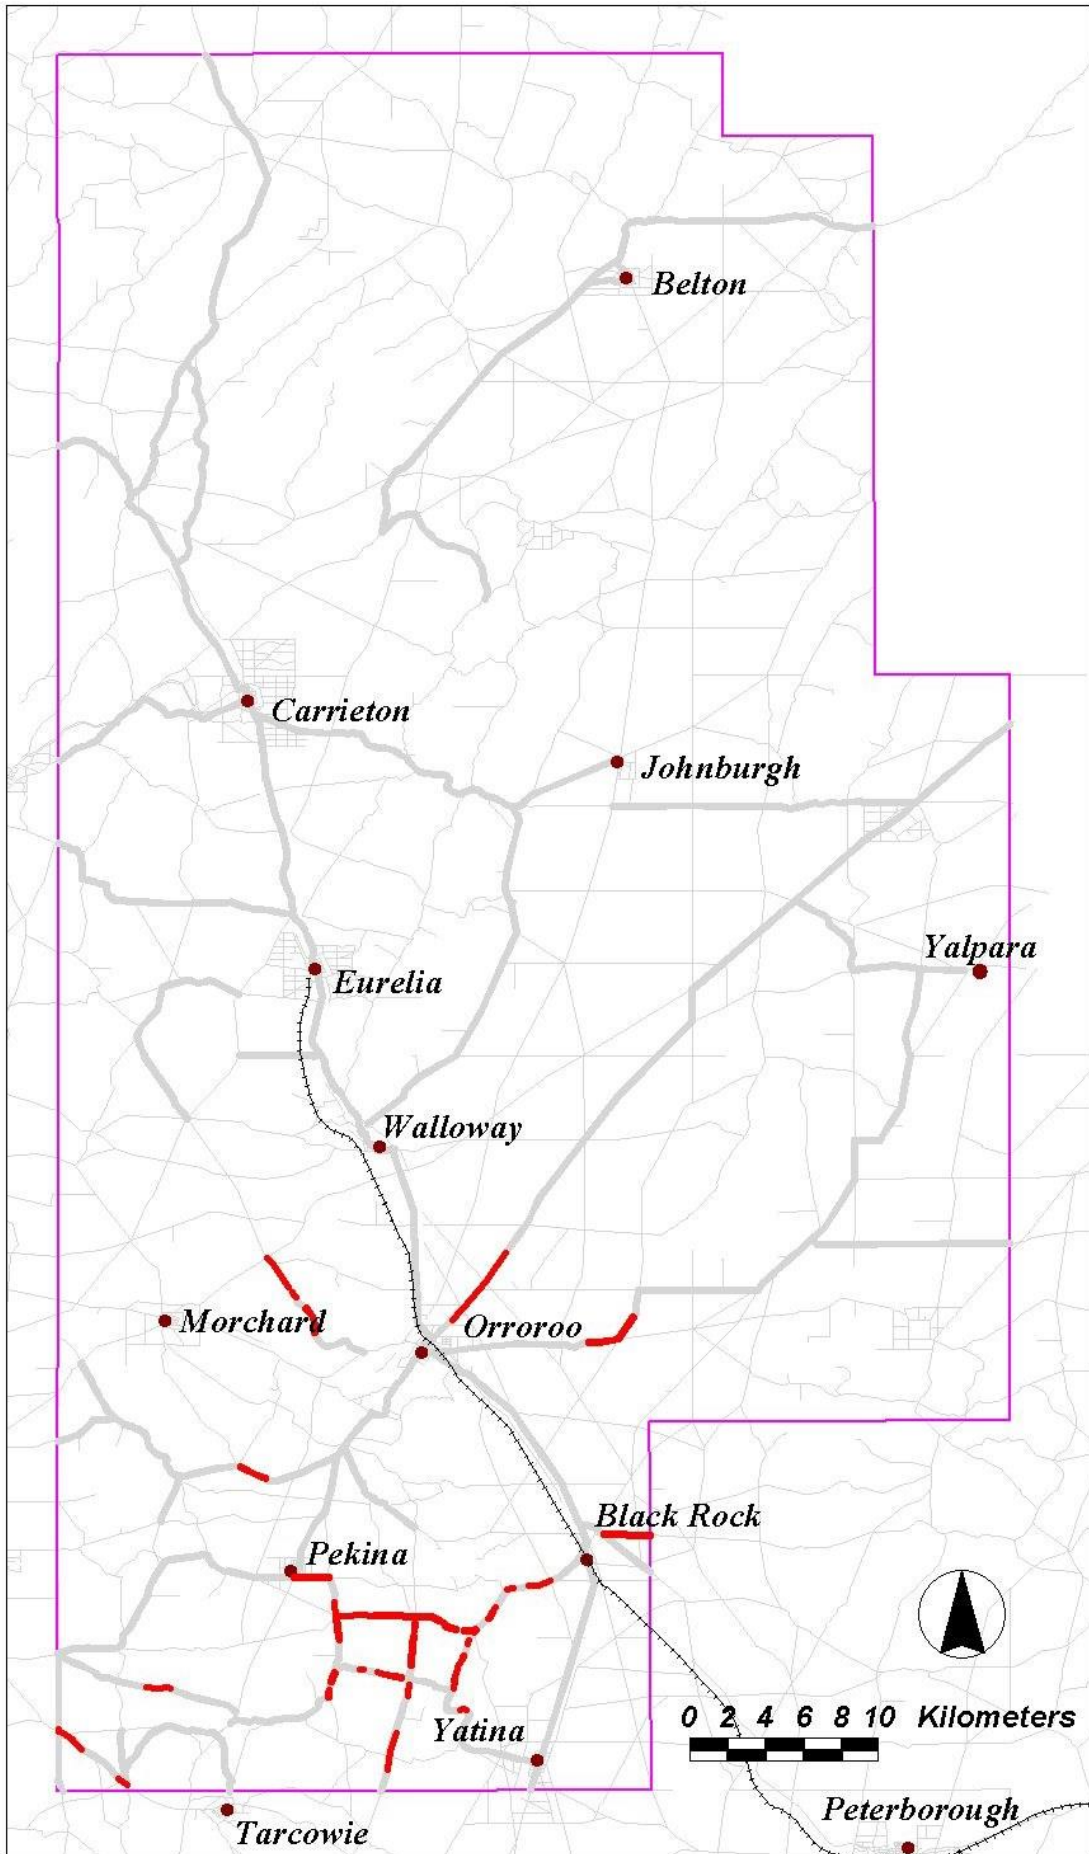 Belton
Carrieton
Johnburgh
Yalpara
Eurelia
Walloway
Morchard
Orroroo
Black Rock
Pekina
0 2 4 6 8 10 Kilometers
Yatina
Peterborough
Tarcowie